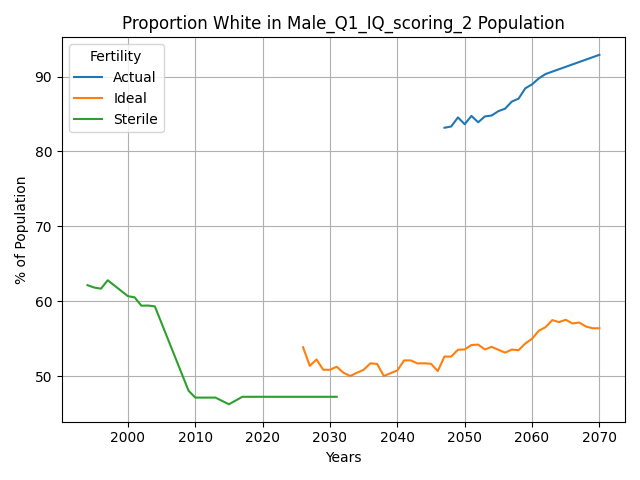 Proportion White in Male_Q1_IQ_scoring_2 Population
Fertility
Actual
Ideal
Sterile
90
80
70
60
50
% of Population
2000 2010 2020 2030 2040 2050 2060 2070
Years